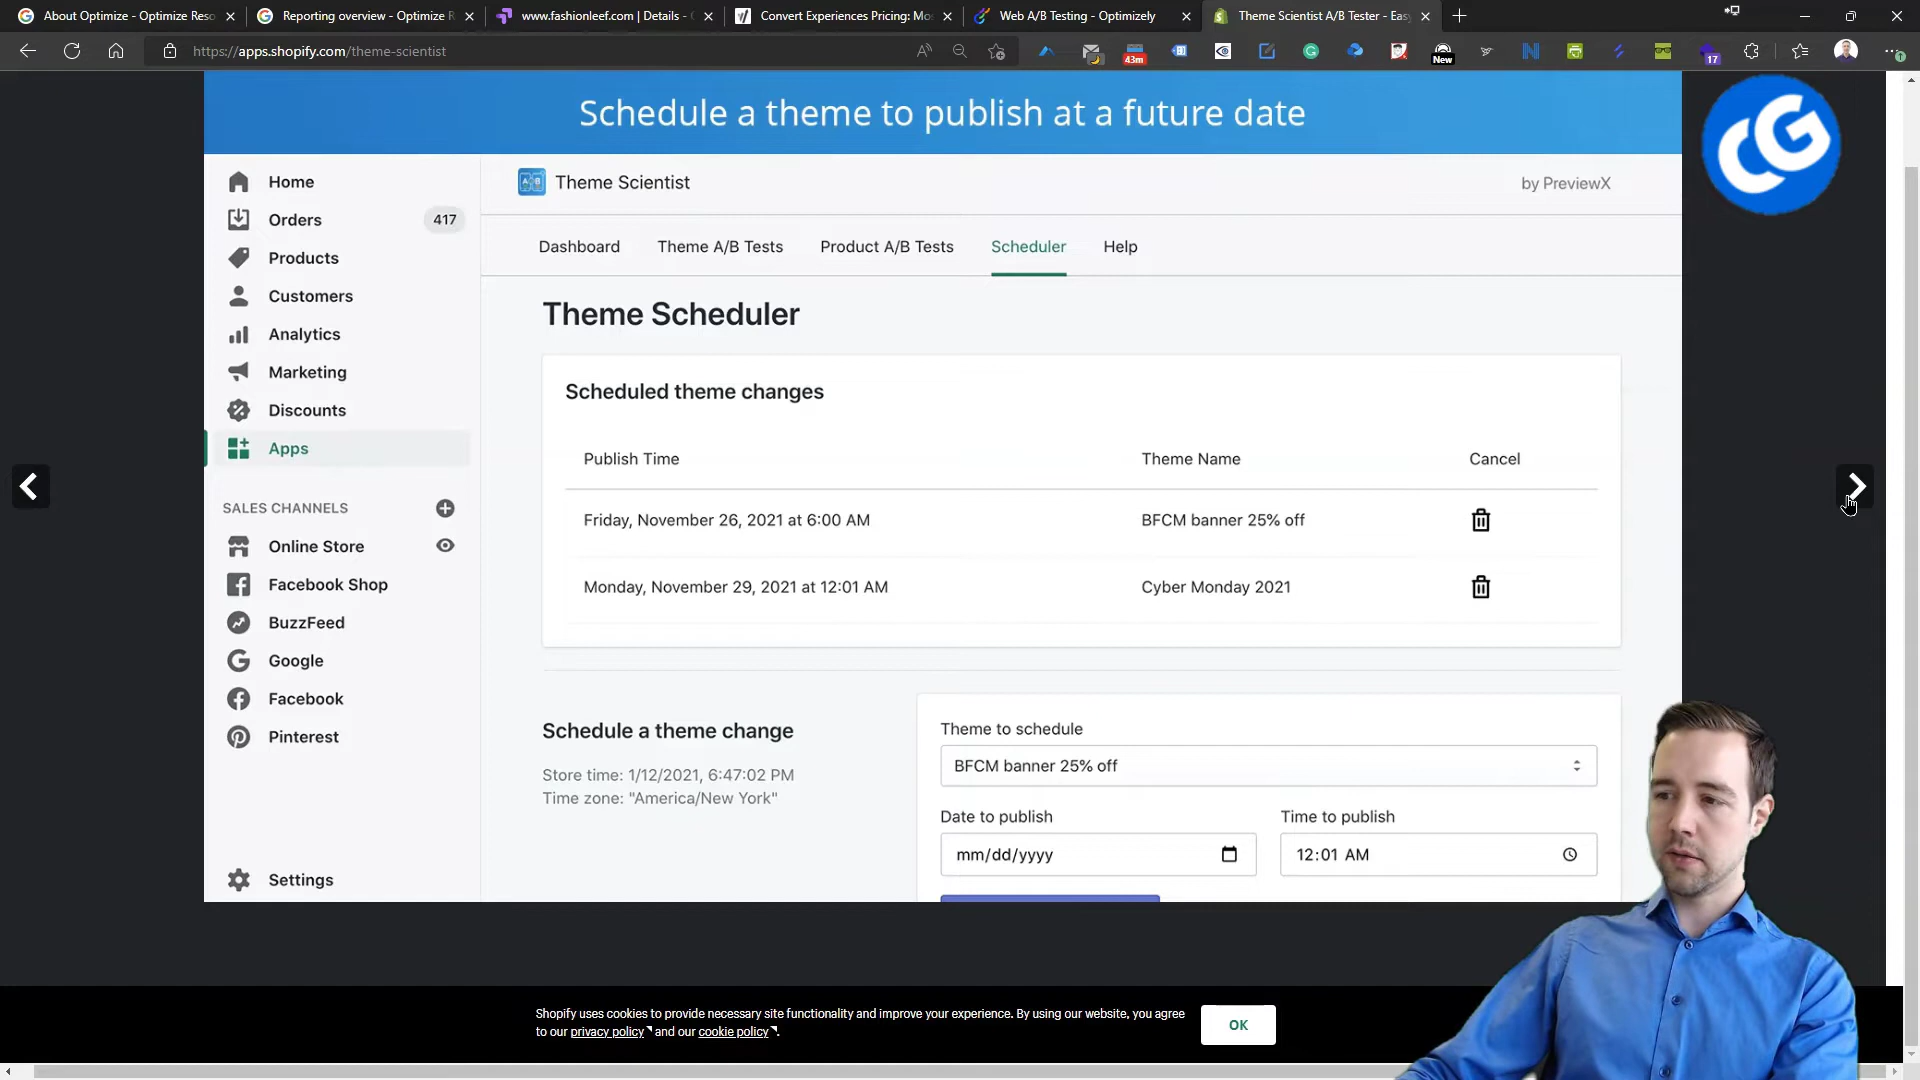 About Optimize - Optimize Reso
Reporting overview - Optimize R
www.fashionleef.com | Details -
Convert Experiences Pricing: Mo
Web A/B Testing - Optimizely
Theme Scientist A/B Tester - Easy
https://apps.shopify.com/theme-scientist
43m
New
17
1
Schedule a theme to publish at a future date
CG
Home
Orders 417
Products
Customers
Analytics
Marketing
Discounts
Apps
SALES CHANNELS
Online Store
Facebook Shop
BuzzFeed
Google
Facebook
Pinterest
Settings
A B
Theme Scientist
by PreviewX
Dashboard Theme A/B Tests Product A/B Tests Scheduler Help
Theme Scheduler
Scheduled theme changes
Publish Time Theme Name Cancel
Friday, November 26, 2021 at 6:00 AM BFCM banner 25% off
Monday, November 29, 2021 at 12:01 AM Cyber Monday 2021
Schedule a theme change
Store time: 1/12/2021, 6:47:02 PM
Time zone: "America/New York"
Theme to schedule
BFCM banner 25% off
Date to publish Time to publish
mm/dd/yyyy 12:01 AM
Shopify uses cookies to provide necessary site functionality and improve your experience. By using our website, you agree
to our privacy policy and our cookie policy.
OK